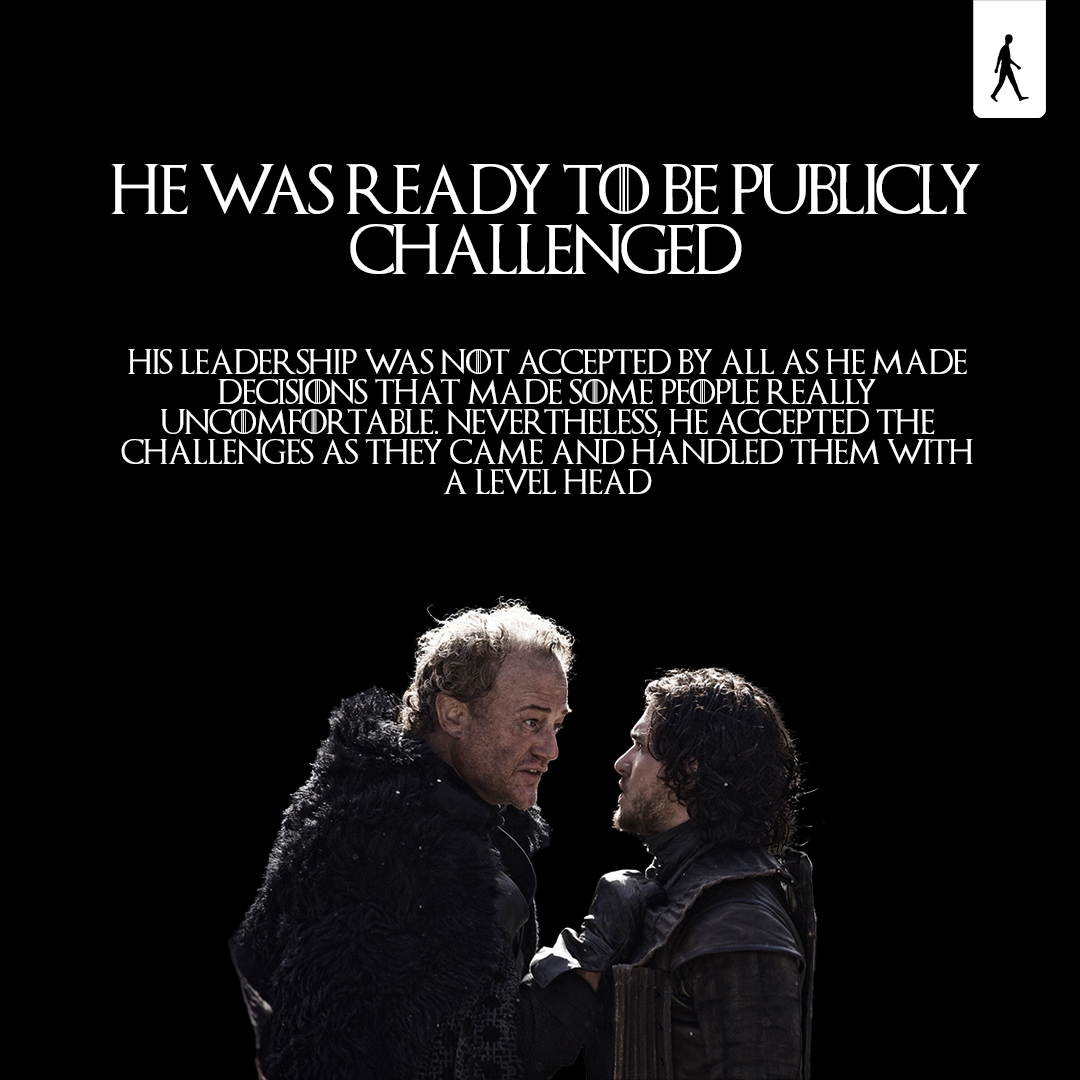 HE WAS READY TO BE PUBLICLY
CHALLENGED
HIS LEADERSHIP WAS NOT ACCEPTED BY ALL AS HE MADE
DECISIONS THAT MADE SOME PEOPLE REALLY
UNCOMFORTABLE. NEVERTHELESS, HE ACCEPTED THE
CHALLENGES AS THEY CAME AND HANDLED THEM WITH
A LEVEL HEAD